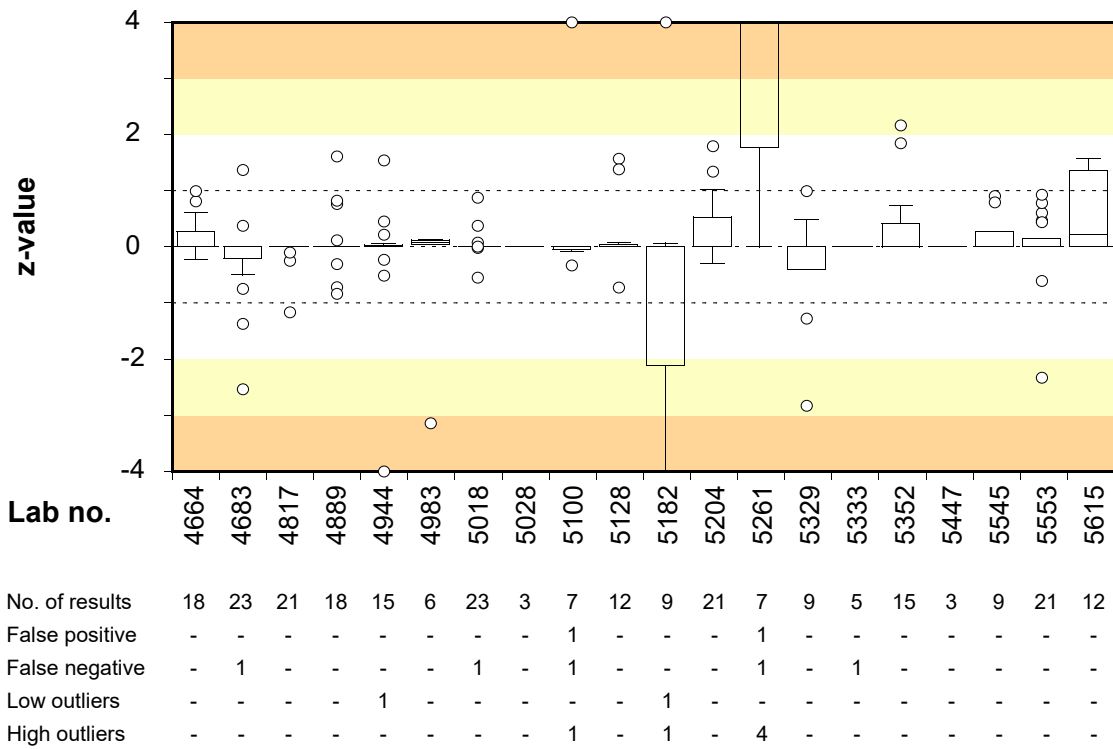 4
2
0
-2
-4
z-value
Lab no.
4664 4683 4817 4889 4944 4983 5018 5028 5100 5128 5182 5204 5261 5329 5333 5352 5447 5545 5553 5615
No. of results 18 23 21 18 15 6 23 3 7 12 9 21 7 9 5 15 3 9 21 12
False positive - - - - - - - - 1 - - - 1 - - - - - - -
False negative - 1 - - - - 1 - 1 - - - 1 - 1 - - - - -
Low outliers - - - - 1 - - - - - 1 - - - - - - - - -
High outliers - - - - - - - - 1 - 1 - 4 - - - - - - -